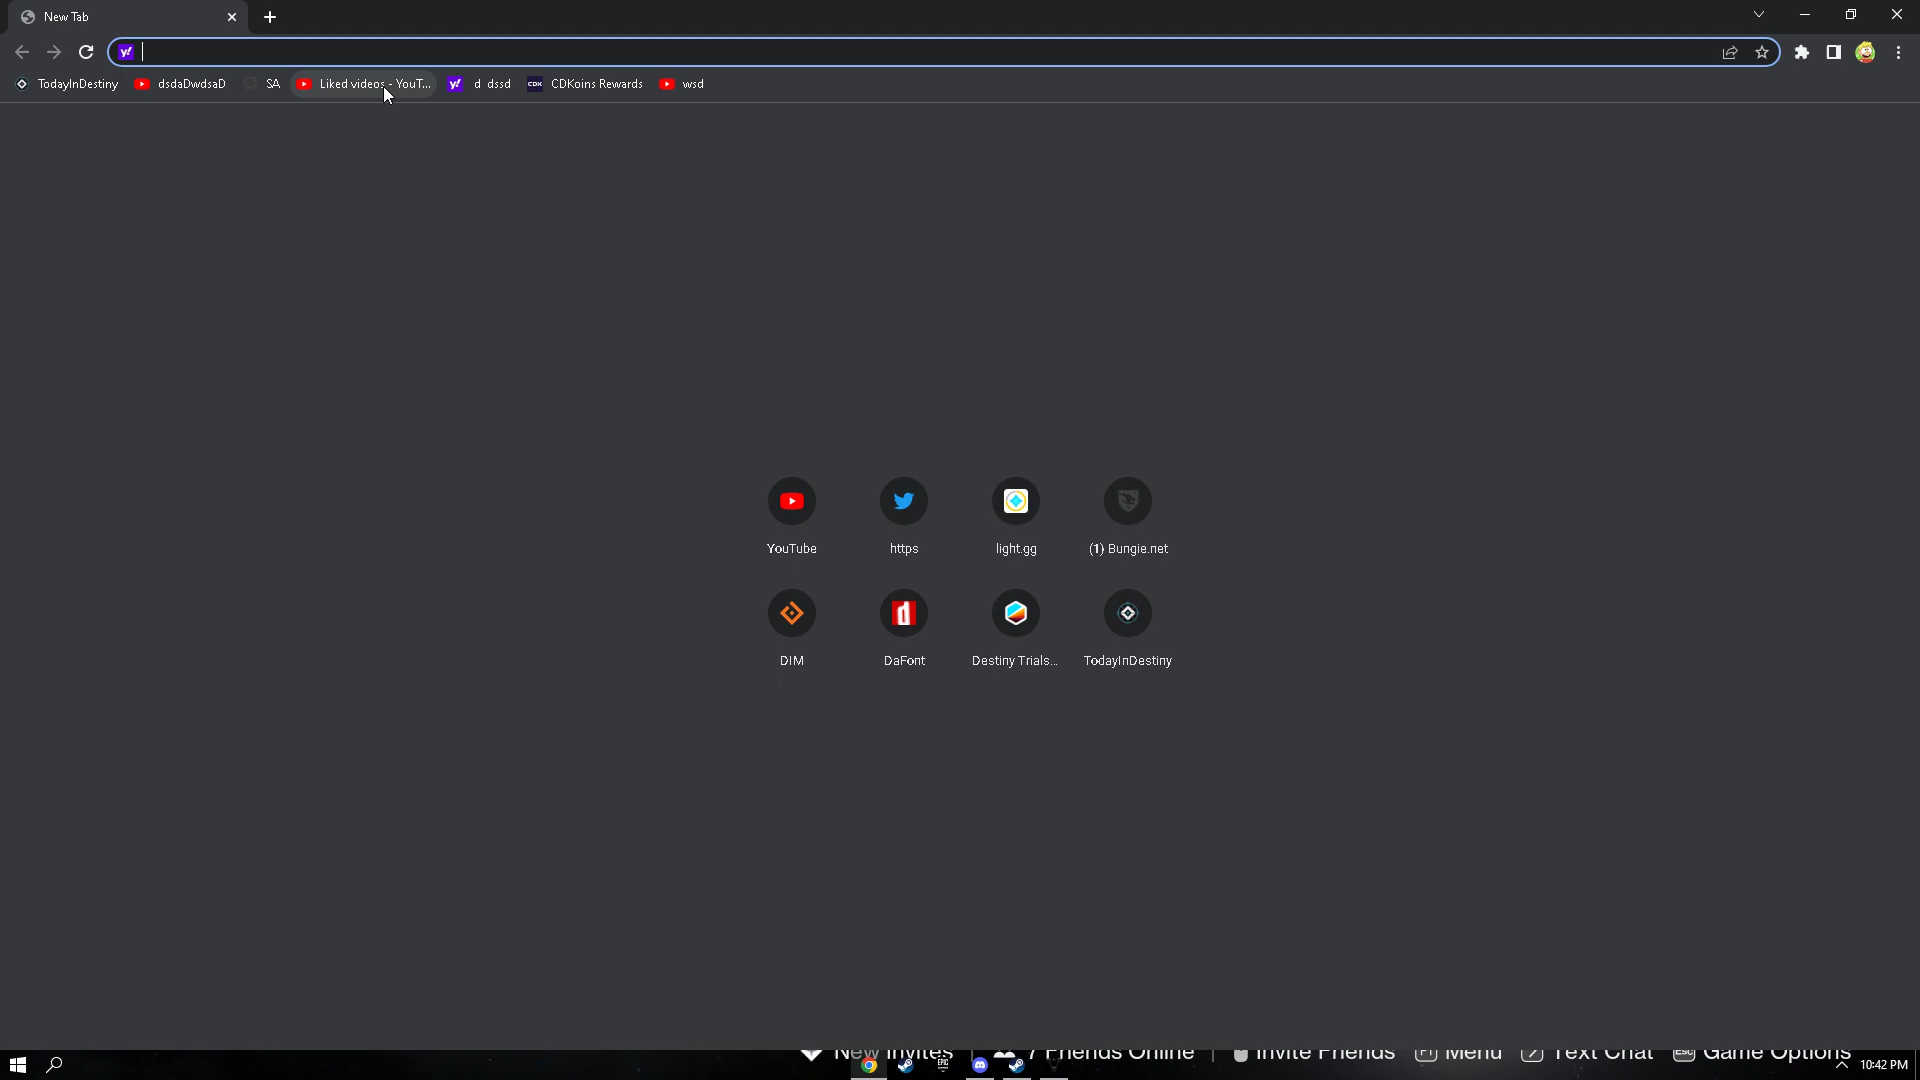 New Tab
TodayInDestiny dsdaDwdsaD SA Liked videos - YouT... d dssd CDKoins Rewards wsd
YouTube https light.gg (1) Bungie.net
DIM DaFont Destiny Trials... TodayInDestiny
New Invites 7 Friends Online Invite Friends F1 Menu Text Chat ESC Game Options
10:42 PM